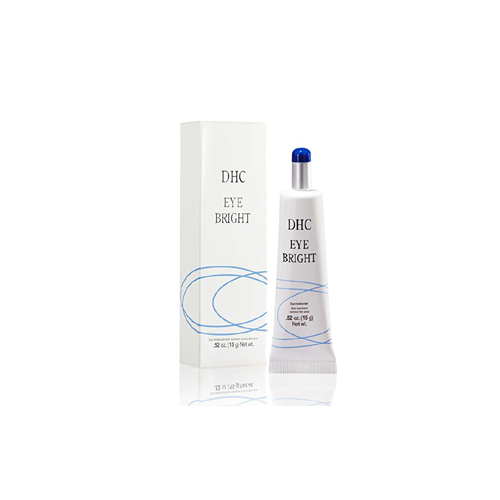 DHC
EYE
BRIGHT
.52 oz. (15 g) Net wt.
DHC
EYE
BRIGHT
.52 oz. (15 g)
Net wt.